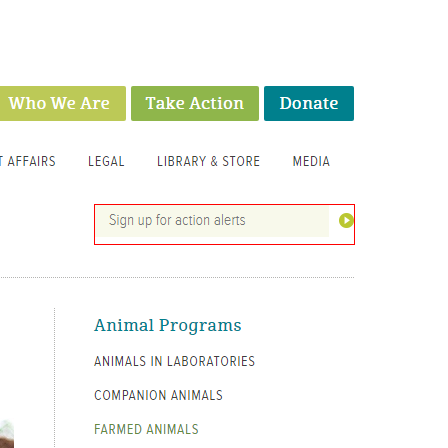 Who We Are Take Action Donate
T AFFAIRS LEGAL LIBRARY & STORE MEDIA
Sign up for action alerts
Animal Programs
ANIMALS IN LABORATORIES
COMPANION ANIMALS
FARMED ANIMALS